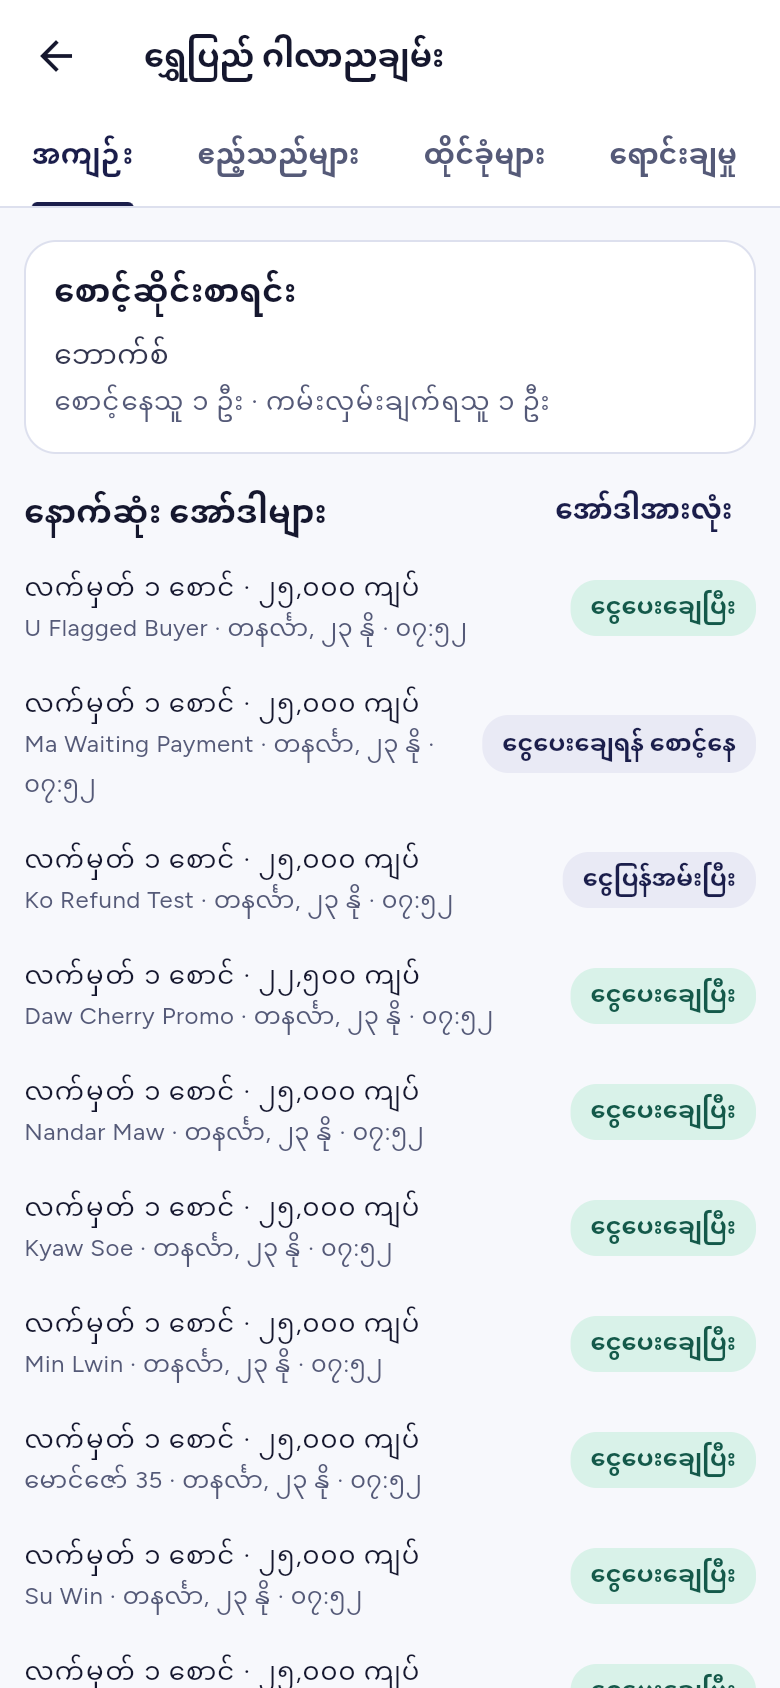 ရွှေပြည် ဂါလာညချမ်း
အကျဉ်း ဧည့်သည်များ ထိုင်ခုံများ ရောင်းချမှု
စောင့်ဆိုင်းစာရင်း
ဘောက်စ်
စောင့်နေသူ ၁ ဦး · ကမ်းလှမ်းချက်ရသူ ၁ ဦး
နောက်ဆုံး အော်ဒါများ အော်ဒါအားလုံး
လက်မှတ် ၁ စောင် · ၂၅,၀၀၀ ကျပ်
U Flagged Buyer · တနင်္လာ, ၂၃ နို · ၀၇:၅၂ ငွေပေးချေပြီး
လက်မှတ် ၁ စောင် · ၂၅,၀၀၀ ကျပ်
Ma Waiting Payment · တနင်္လာ, ၂၃ နို · ငွေပေးချေရန် စောင့်နေ
၀၇:၅၂
လက်မှတ် ၁ စောင် · ၂၅,၀၀၀ ကျပ်
Ko Refund Test · တနင်္လာ, ၂၃ နို · ၀၇:၅၂ ငွေပြန်အမ်းပြီး
လက်မှတ် ၁ စောင် · ၂၂,၅၀၀ ကျပ်
Daw Cherry Promo · တနင်္လာ, ၂၃ နို · ၀၇:၅၂ ငွေပေးချေပြီး
လက်မှတ် ၁ စောင် · ၂၅,၀၀၀ ကျပ်
Nandar Maw · တနင်္လာ, ၂၃ နို · ၀၇:၅၂ ငွေပေးချေပြီး
လက်မှတ် ၁ စောင် · ၂၅,၀၀၀ ကျပ်
Kyaw Soe · တနင်္လာ, ၂၃ နို · ၀၇:၅၂ ငွေပေးချေပြီး
လက်မှတ် ၁ စောင် · ၂၅,၀၀၀ ကျပ်
Min Lwin · တနင်္လာ, ၂၃ နို · ၀၇:၅၂ ငွေပေးချေပြီး
လက်မှတ် ၁ စောင် · ၂၅,၀၀၀ ကျပ်
မောင်ဇော် 35 · တနင်္လာ, ၂၃ နို · ၀၇:၅၂ ငွေပေးချေပြီး
လက်မှတ် ၁ စောင် · ၂၅,၀၀၀ ကျပ်
Su Win · တနင်္လာ, ၂၃ နို · ၀၇:၅၂ ငွေပေးချေပြီး
လက်မှတ် ၁ စောင် · ၂၅,၀၀၀ ကျပ်